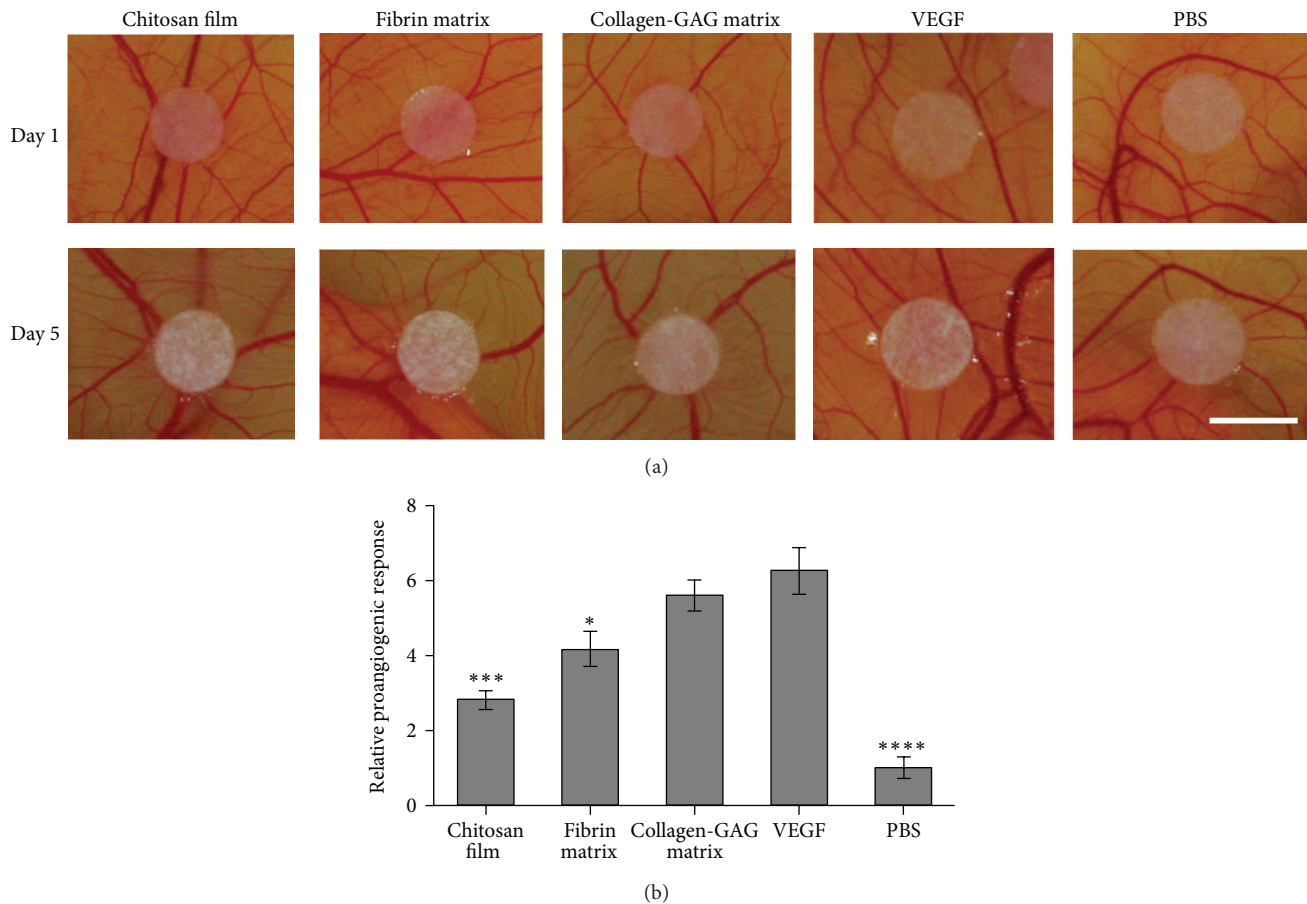 Chitosan film
Fibrin matrix
Collagen-GAG matrix
VEGF
PBS
Day 1
Day 5
(a)
Relative proangiogenic response
8
6
4
2
0
***
*
****
Chitosan
film
Fibrin
matrix
Collagen-GAG
matrix
VEGF
PBS
(b)